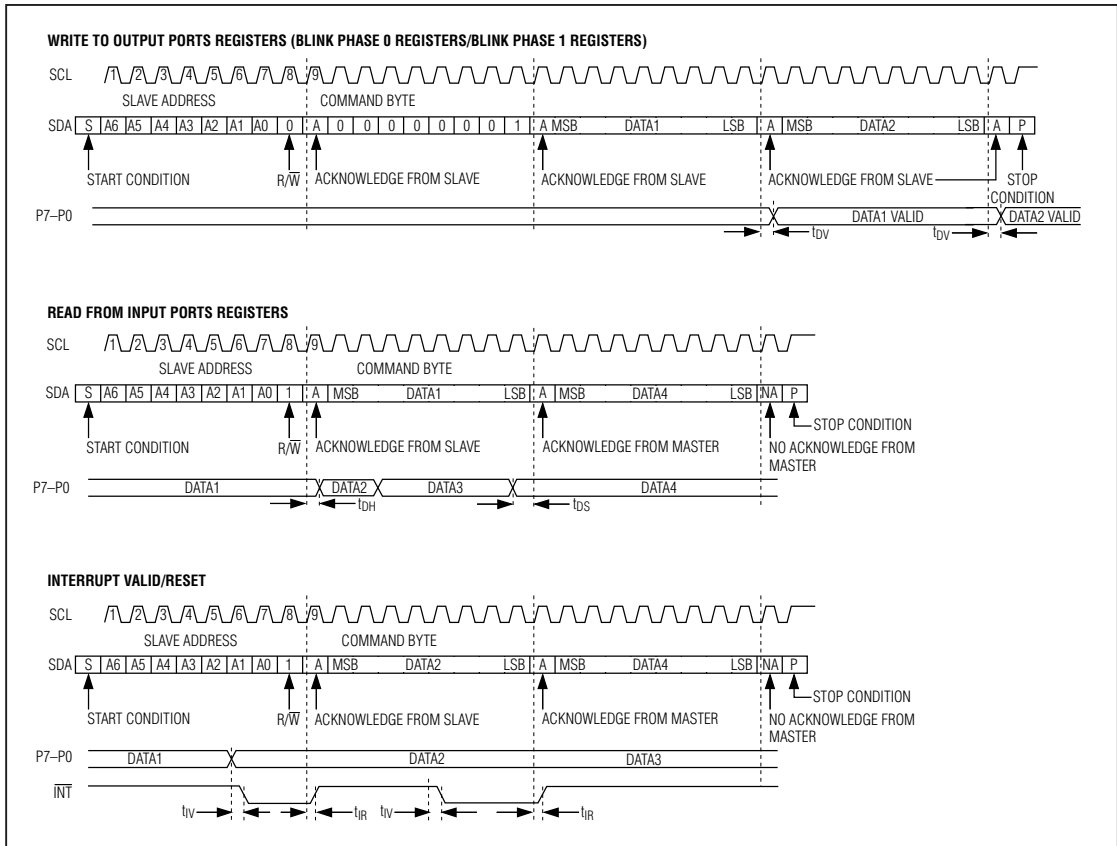 WRITE TO OUTPUT PORTS REGISTERS (BLINK PHASE 0 REGISTERS/BLINK PHASE 1 REGISTERS)
SCL 1 2 3 4 5 6 7 8 9
SLAVE ADDRESS COMMAND BYTE
SDA S A6 A5 A4 A3 A2 A1 A0 0 A 0 0 0 0 0 0 0 1 A MSB DATA1 LSB A MSB DATA2 LSB A P
START CONDITION R/W̅ ACKNOWLEDGE FROM SLAVE ACKNOWLEDGE FROM SLAVE ACKNOWLEDGE FROM SLAVE STOP CONDITION
P7–P0 DATA1 VALID DATA2 VALID
tDV tDV
READ FROM INPUT PORTS REGISTERS
SCL 1 2 3 4 5 6 7 8 9
SLAVE ADDRESS COMMAND BYTE
SDA S A6 A5 A4 A3 A2 A1 A0 1 A MSB DATA1 LSB A MSB DATA4 LSB NA P
STOP CONDITION
START CONDITION R/W̅ ACKNOWLEDGE FROM SLAVE ACKNOWLEDGE FROM MASTER NO ACKNOWLEDGE FROM MASTER
P7–P0 DATA1 DATA2 DATA3 DATA4
tDH tDS
INTERRUPT VALID/RESET
SCL 1 2 3 4 5 6 7 8 9
SLAVE ADDRESS COMMAND BYTE
SDA S A6 A5 A4 A3 A2 A1 A0 1 A MSB DATA2 LSB A MSB DATA4 LSB NA P
STOP CONDITION
START CONDITION R/W̅ ACKNOWLEDGE FROM SLAVE ACKNOWLEDGE FROM MASTER NO ACKNOWLEDGE FROM MASTER
P7–P0 DATA1 DATA2 DATA3
I̅N̅T̅
tIV tIR tIV tIR